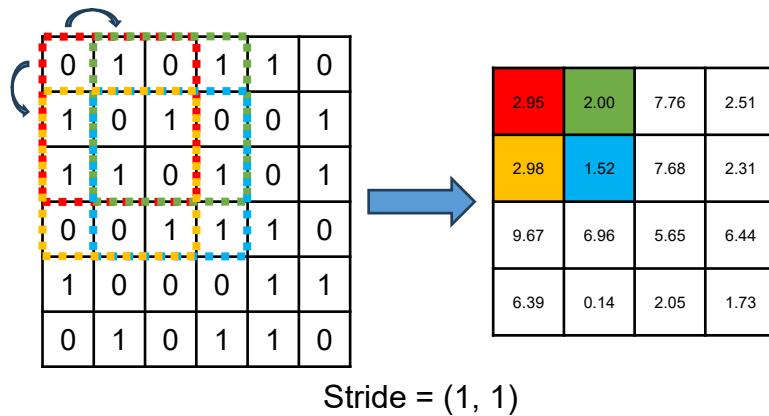 0 1 0 1 1 0
1 0 1 0 0 1
1 1 0 1 0 1
0 0 1 1 1 0
1 0 0 0 1 1
0 1 0 1 1 0
2.95 2.00 7.76 2.51
2.98 1.52 7.68 2.31
9.67 6.96 5.65 6.44
6.39 0.14 2.05 1.73
Stride = (1, 1)